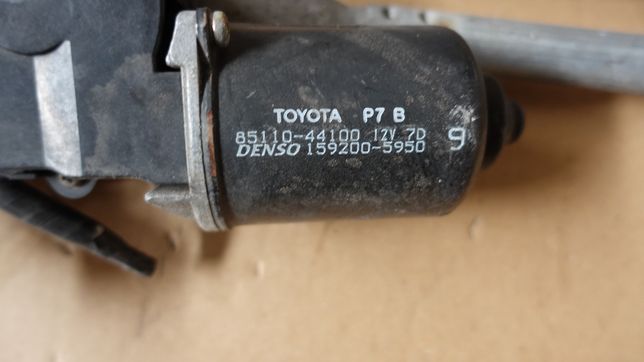 TOYOTA P7 B
85110-44100 12V 7D
DENSO 159200-5950 9